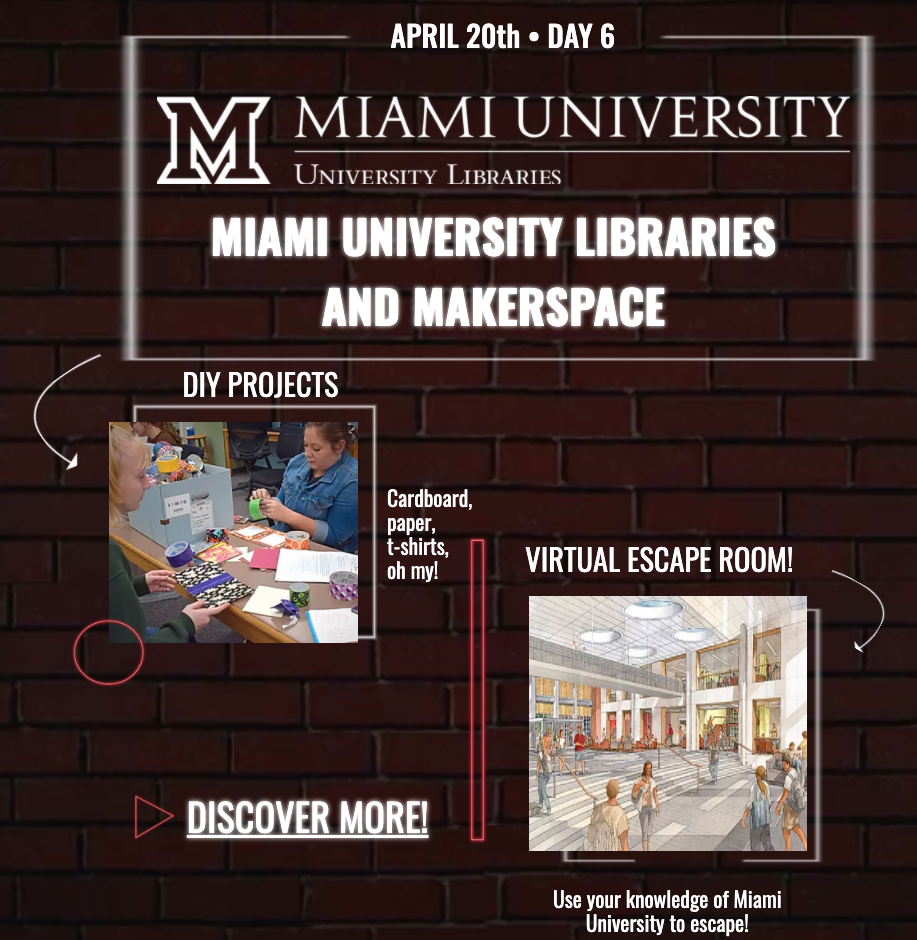 APRIL 20th • DAY 6
MIAMI UNIVERSITY
UNIVERSITY LIBRARIES
MIAMI UNIVERSITY LIBRARIES
AND MAKERSPACE
DIY PROJECTS
Cardboard,
paper,
t-shirts,
oh my!
VIRTUAL ESCAPE ROOM!
DISCOVER MORE!
Use your knowledge of Miami
University to escape!